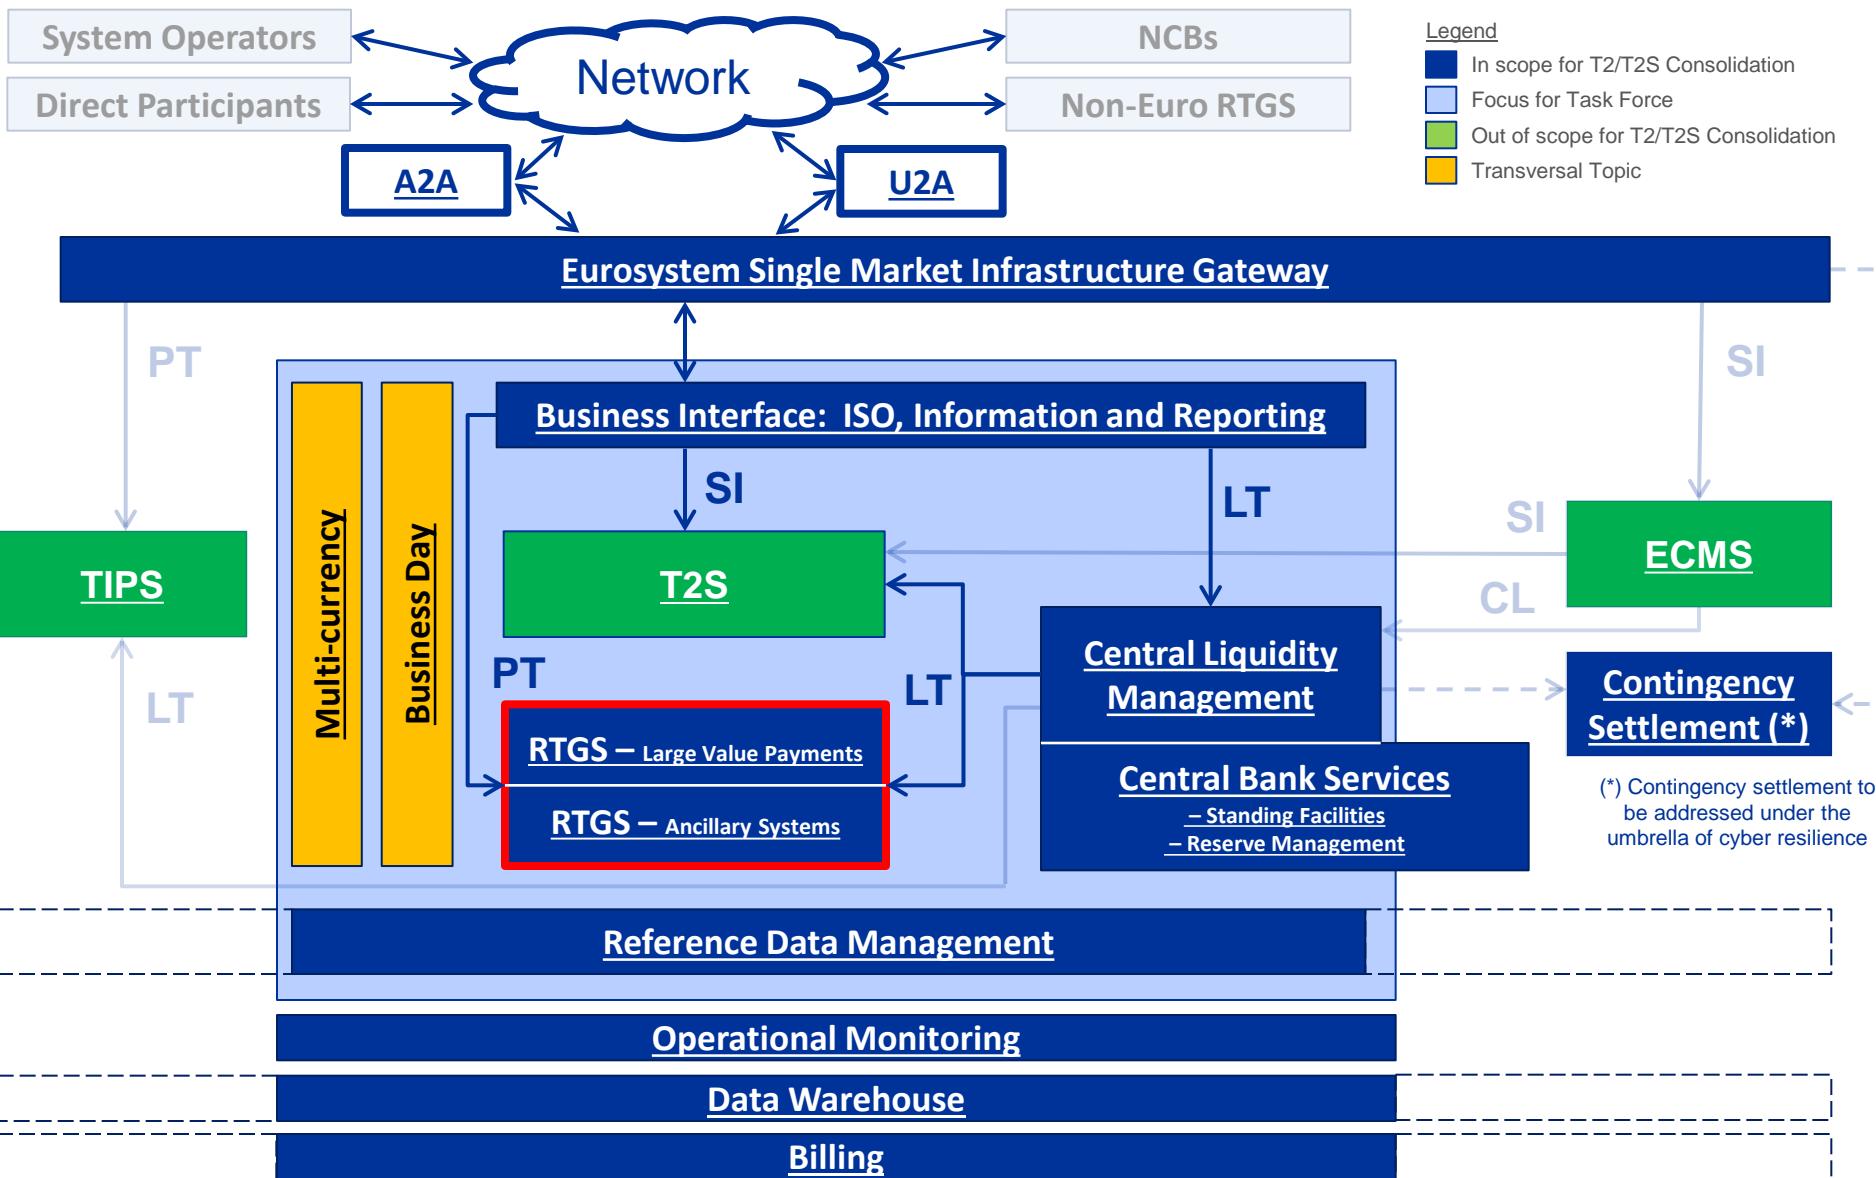 System Operators
Direct Participants
Network
NCBs
Non-Euro RTGS
Legend
In scope for T2/T2S Consolidation
Focus for Task Force
Out of scope for T2/T2S Consolidation
Transversal Topic
A2A
U2A
Eurosystem Single Market Infrastructure Gateway
PT
SI
Business Interface:  ISO, Information and Reporting
SI
LT
SI
Multi-currency
Business Day
TIPS
T2S
ECMS
CL
PT
LT
LT
Central Liquidity
Management
Contingency
Settlement (*)
RTGS – Large Value Payments
RTGS – Ancillary Systems
Central Bank Services
– Standing Facilities
– Reserve Management
(*) Contingency settlement to
be addressed under the
umbrella of cyber resilience
Reference Data Management
Operational Monitoring
Data Warehouse
Billing